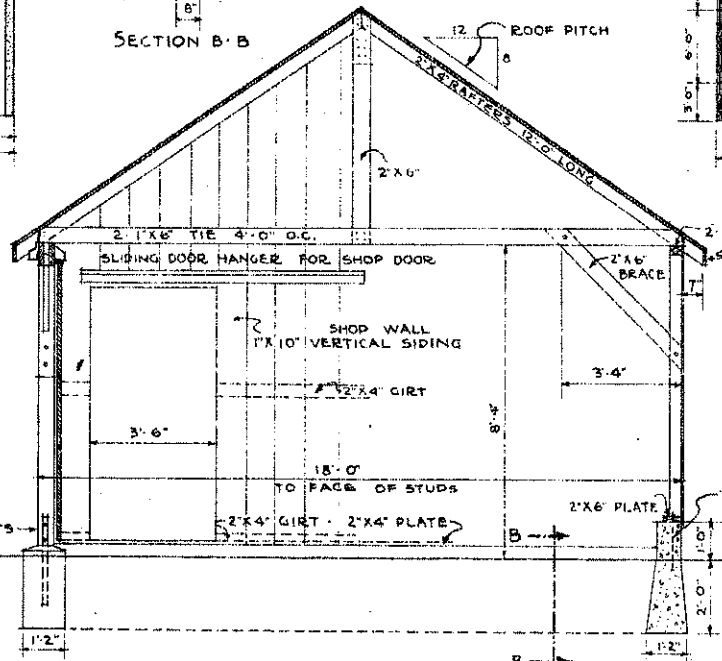 8"
SECTION B-B
12
8
ROOF PITCH
6'-0"
3'-0"
2"X4" RAFTERS 12'-0" LONG
2"X6"
2-1"X6" TIE 4'-0" O.C.
2-
SLIDING DOOR HANGER FOR SHOP DOOR
2"X6"
BRACE
7"
SHOP WALL
1"X10" VERTICAL SIDING
3'-4"
2"X4" GIRT
8'-4"
3'-6"
18'-0"
TO FACE OF STUDS
2"X6" PLATE
2"X4" GIRT - 2"X4" PLATE
B
1'-0"
2'-0"
1'-2"
1'-2"
B